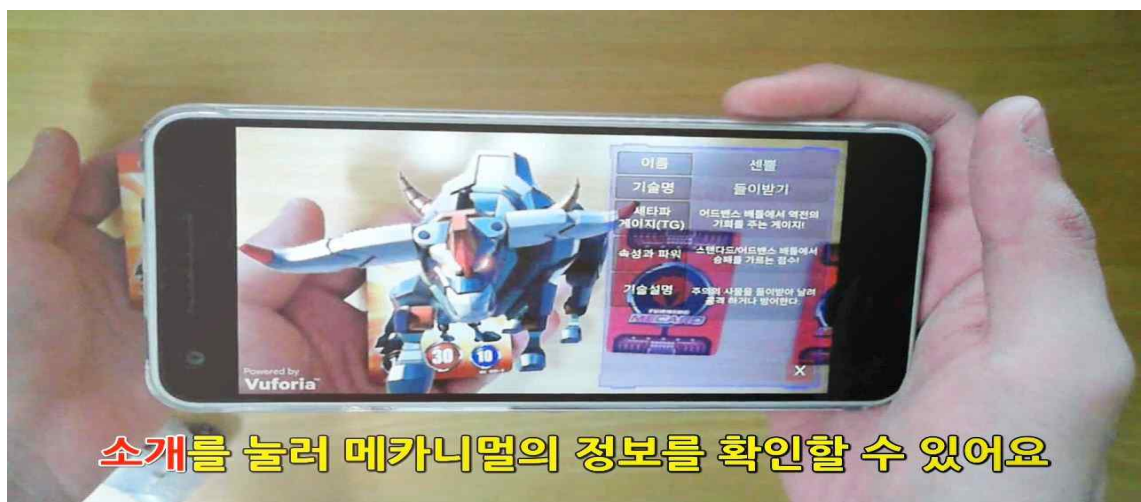 이름 센뿔
기술명 들이받기
세타파
게이지(TG)
어드밴스 배틀에서 역전의
기회를 주는 게이지!
속성과 파워
스탠다드/어드밴스 배틀에서
승패를 가르는 점수!
기술설명
주위의 사물을 들이받아 날려
공격 하거나 방어한다
MECARD
30 10
X
Powered by
Vuforia™
소개를 눌러 메카니멀의 정보를 확인할 수 있어요